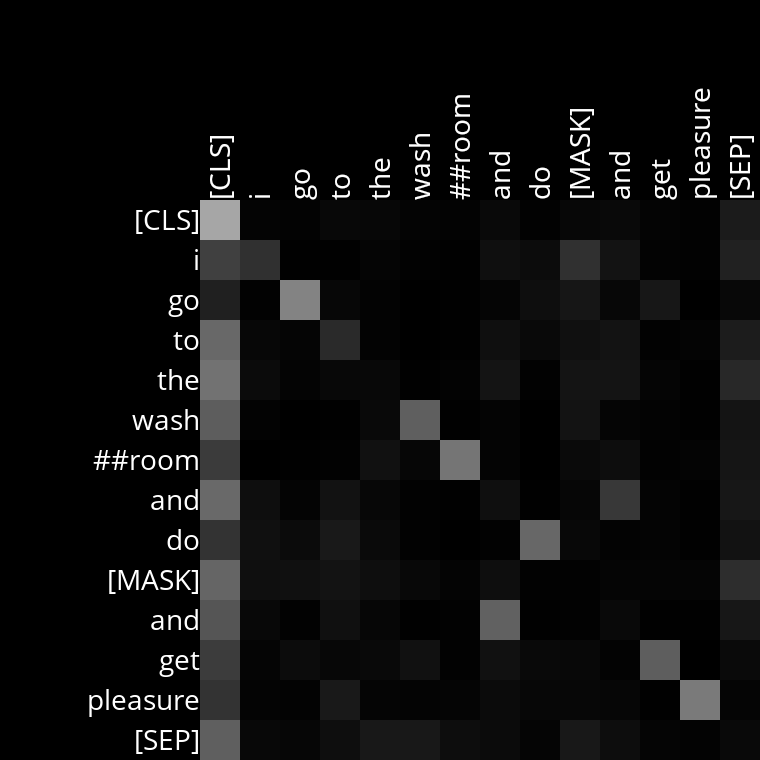 [CLS] i go to the wash ##room and do [MASK] and get pleasure [SEP]
[CLS]
i
go
to
the
wash
##room
and
do
[MASK]
and
get
pleasure
[SEP]